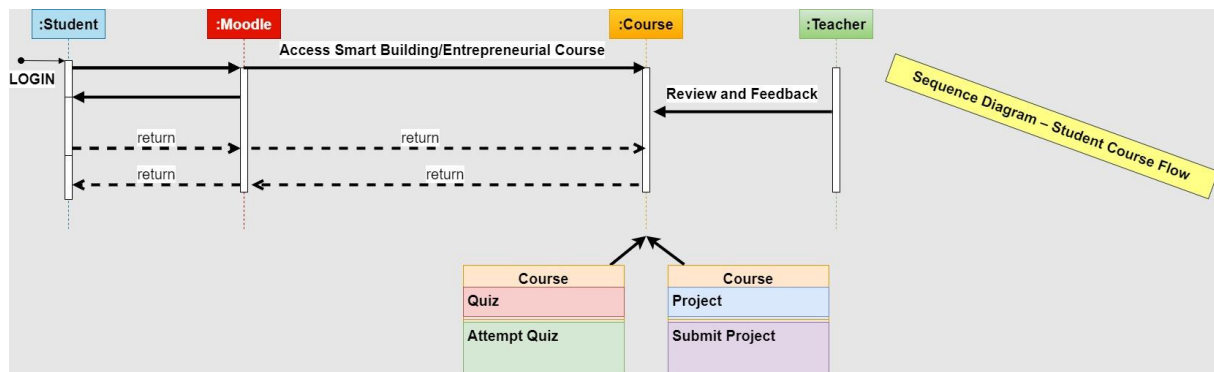 :Student
:Moodle
:Course
:Teacher
Access Smart Building/Entrepreneurial Course
LOGIN
Review and Feedback
Sequence Diagram – Student Course Flow
return
return
return
return
Course
Quiz
Attempt Quiz
Course
Project
Submit Project